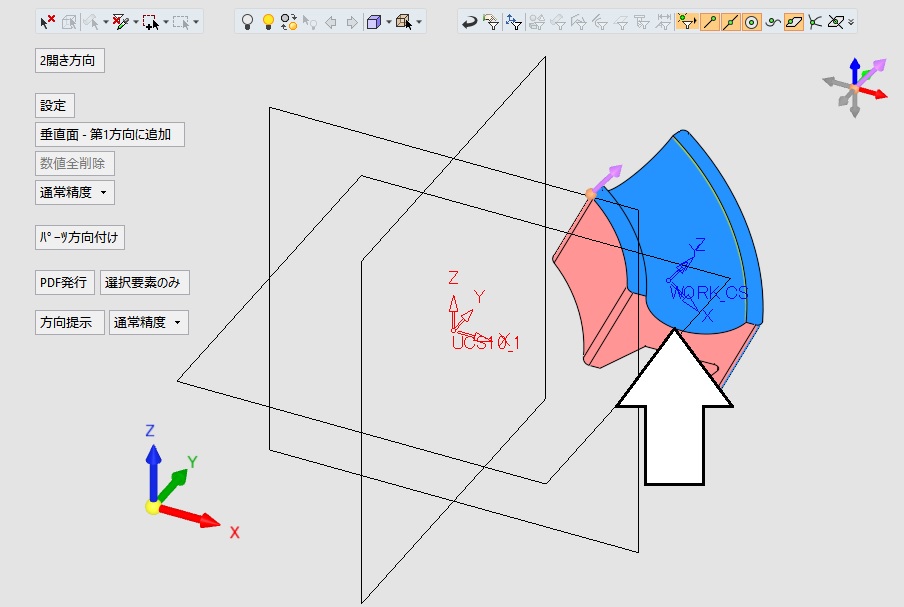 2開き方向
設定
垂直面 - 第1方向に追加
数値全削除
通常精度
ﾊﾟｰﾂ方向付け
PDF発行 選択要素のみ
方向提示 通常精度
Z
Y
X
UCS10_1
Z
WORK_CS
X
Z
Y
X